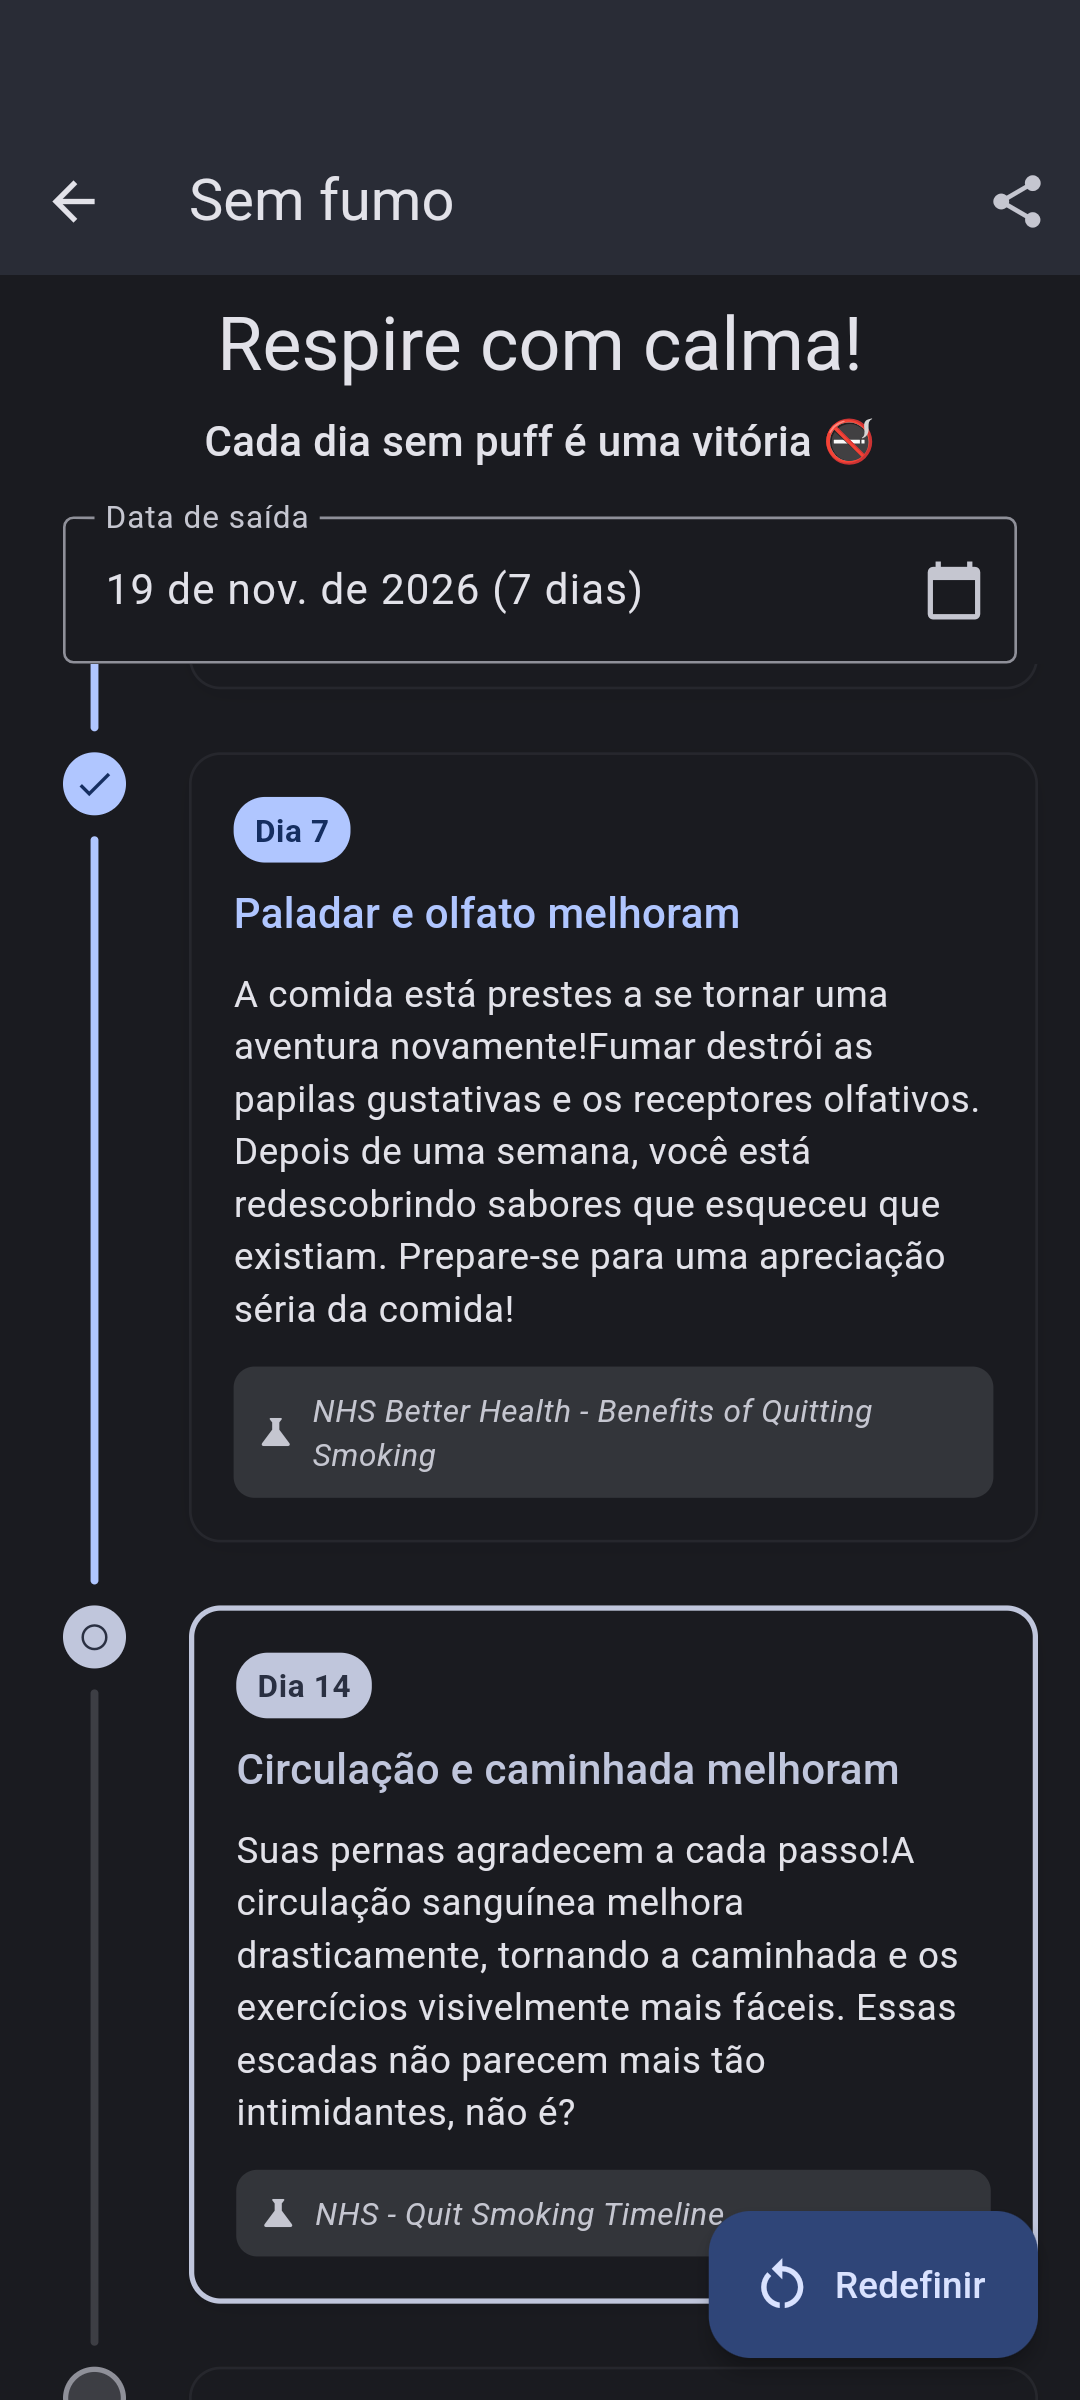 Sem fumo
Respire com calma!
Cada dia sem puff é uma vitória 🚭
Data de saída
19 de nov. de 2026 (7 dias)
Dia 7
Paladar e olfato melhoram
A comida está prestes a se tornar uma
aventura novamente!Fumar destrói as
papilas gustativas e os receptores olfativos.
Depois de uma semana, você está
redescobrindo sabores que esqueceu que
existiam. Prepare-se para uma apreciação
séria da comida!
NHS Better Health - Benefits of Quitting
Smoking
Dia 14
Circulação e caminhada melhoram
Suas pernas agradecem a cada passo!A
circulação sanguínea melhora
drasticamente, tornando a caminhada e os
exercícios visivelmente mais fáceis. Essas
escadas não parecem mais tão
intimidantes, não é?
NHS - Quit Smoking Timeline
Redefinir